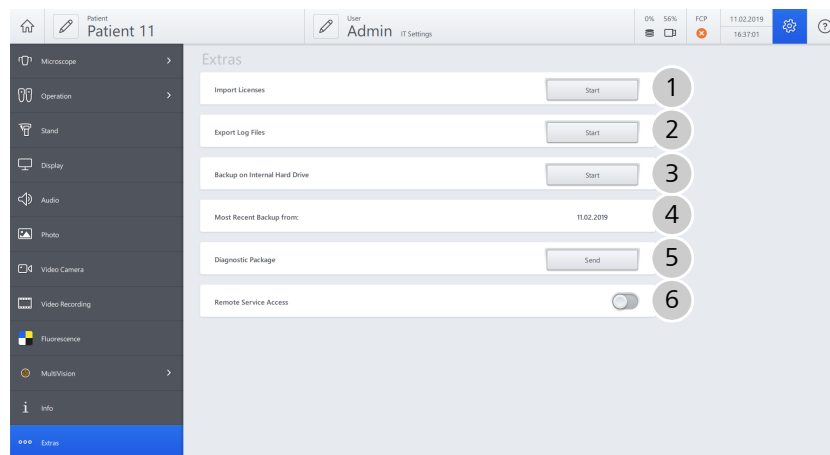 Patient
Patient 11
User
Admin IT Settings
0% 56%
FCP
11.02.2019
16:37:01
?
Extras
Microscope
Operation
Stand
Display
Audio
Photo
Video Camera
Video Recording
Fluorescence
MultiVision
i Info
Extras
Import Licenses Start 1
Export Log Files Start 2
Backup on Internal Hard Drive Start 3
Most Recent Backup from: 11.02.2019 4
Diagnostic Package Send 5
Remote Service Access 6